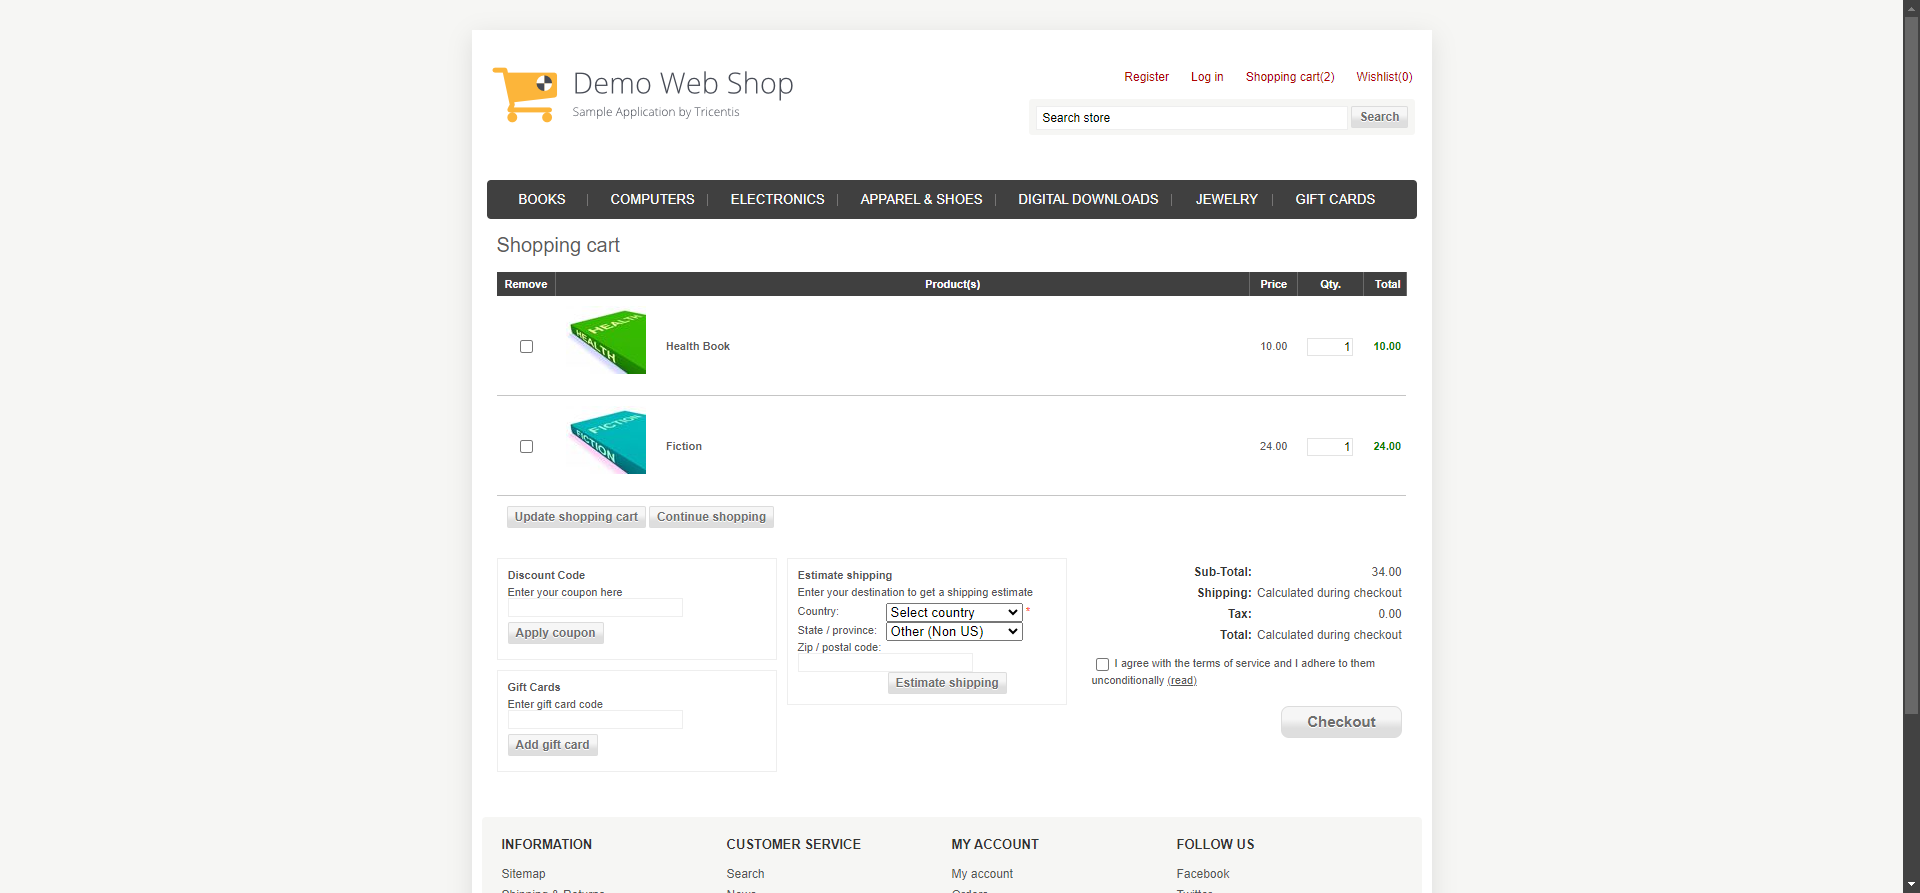 Demo Web Shop
Sample Application by Tricentis
Register Log in Shopping cart(2) Wishlist(0)
Search store Search
BOOKS COMPUTERS ELECTRONICS APPAREL & SHOES DIGITAL DOWNLOADS JEWELRY GIFT CARDS
Shopping cart
Remove Product(s) Price Qty. Total
HEALTH
HEALTH
Health Book 10.00 1 10.00
FICTION
FICTION
Fiction 24.00 1 24.00
Update shopping cart Continue shopping
Discount Code
Enter your coupon here
Apply coupon
Gift Cards
Enter gift card code
Add gift card
Estimate shipping
Enter your destination to get a shipping estimate
Country: Select country *
State / province: Other (Non US)
Zip / postal code:
Estimate shipping
Sub-Total: 34.00
Shipping: Calculated during checkout
Tax: 0.00
Total: Calculated during checkout
I agree with the terms of service and I adhere to them
unconditionally (read)
Checkout
INFORMATION CUSTOMER SERVICE MY ACCOUNT FOLLOW US
Sitemap Search My account Facebook